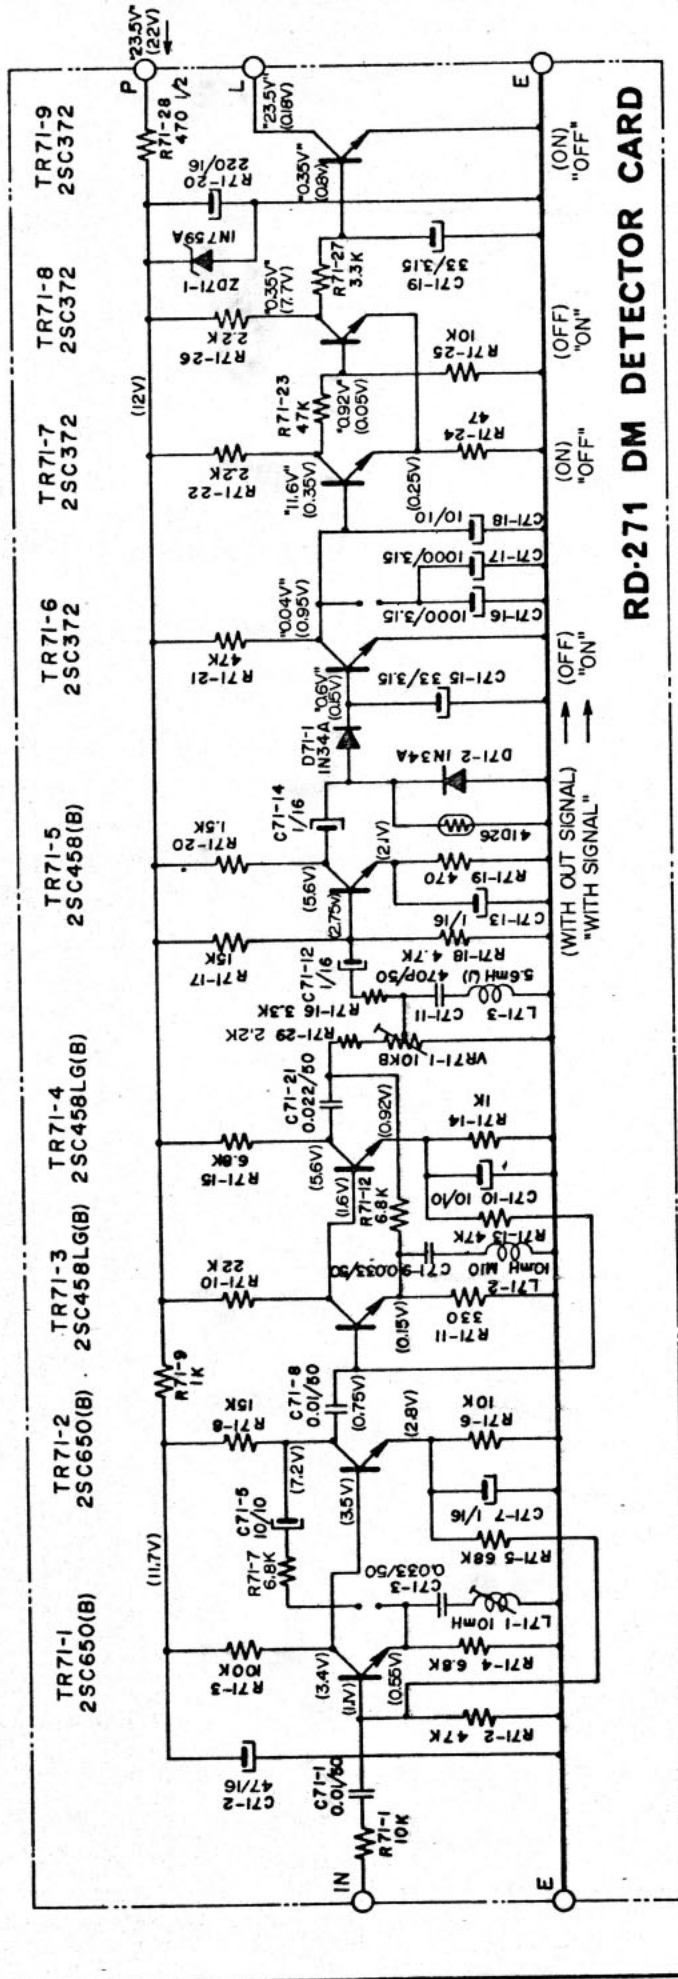 TR71-1
2SC650(B)
TR71-2
2SC650(B)
TR71-3
2SC458LG(B)
TR71-4
2SC458LG(B)
TR71-5
2SC458(B)
TR71-6
2SC372
TR71-7
2SC372
TR71-8
2SC372
TR71-9
2SC372
"23.5V"
(22V)
P
R71-28
470 1/2
L
"23.5V"
(0.18V)
E
R71-20
220/16
ZD71-1
IN759A
(12V)
(11.7V)
R71-9
1K
C71-2
47/16
R71-3
100K
R71-8
15K
R71-10
22K
R71-15
6.8K
R71-17
15K
R71-20
1.5K
R71-21
47K
R71-22
2.2K
R71-26
2.2K
IN
R71-1
10K
C71-1
0.01/50
(1.1V)
(3.4V)
(0.55V)
R71-2
47K
R71-4 6.8K
L71-1 10mH
C71-3
0.033/50
R71-7
6.8K
C71-5
10/10
(7.2V)
(3.5V)
(2.8V)
R71-5 68K
C71-7 1/16
R71-6
10K
C71-8
0.01/50
(0.75V)
(0.15V)
R71-11
330
L71-2
10mH M10
C71-9 0.033/50
R71-12
6.8K
(1.6V)
(5.6V)
(0.92V)
R71-13 47K
C71-10
10/10
R71-14
1K
C71-21
0.022/50
R71-29 2.2K
R71-16 3.3K
VR71-1 10KB
L71-3
5.6mH (J)
C71-11
470P/50
C71-12
1/16
(2.75V)
(5.6V)
(2.1V)
R71-18
4.7K
C71-13
1/16
R71-19
470
C71-14
1/16
41D26
D71-2 1N34A
D71-1
1N34A
"0.6V"
(0.15V)
C71-15 33/3.15
"0.04V"
(0.95V)
C71-16
1000/3.15
C71-17
1000/3.15
C71-18
10/10
"11.6V"
(0.35V)
(0.25V)
R71-23
47K
"0.92V"
(0.05V)
R71-24
47
R71-25
10K
"0.35V"
(7.7V)
R71-27
3.3K
C71-19
33/3.15
"0.35V"
(0.8V)
E
(WITH OUT SIGNAL)
"WITH SIGNAL"
(OFF)
"ON"
(ON)
"OFF"
(OFF)
"ON"
(ON)
"OFF"
RD-271 DM DETECTOR CARD